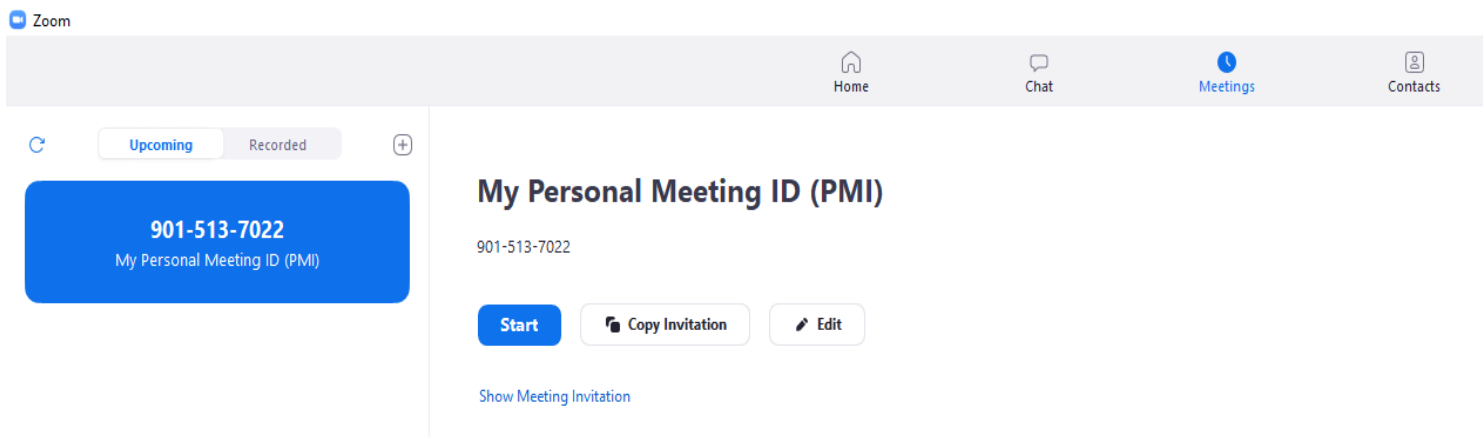 Zoom
Home
Chat
Meetings
Contacts
Upcoming
Recorded
901-513-7022
My Personal Meeting ID (PMI)
My Personal Meeting ID (PMI)
901-513-7022
Start
Copy Invitation
Edit
Show Meeting Invitation